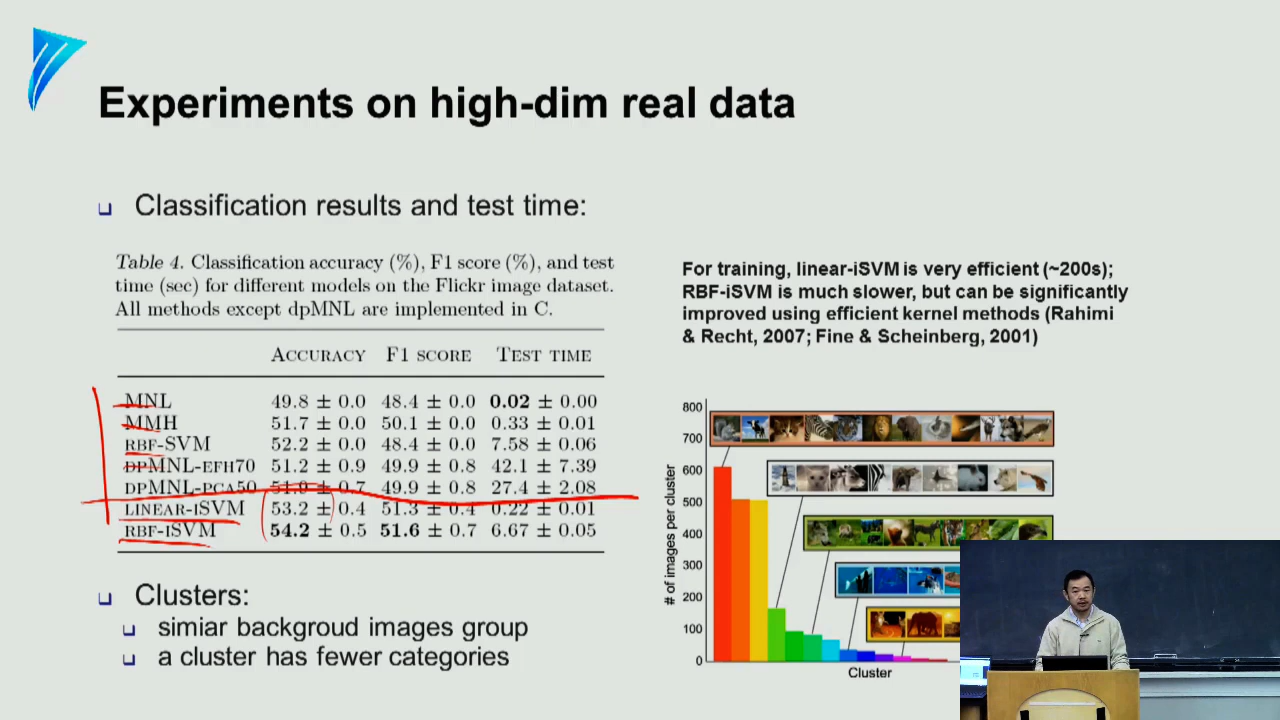 Experiments on high-dim real data
❑ Classification results and test time:
Table 4. Classification accuracy (%), F1 score (%), and test
time (sec) for different models on the Flickr image dataset.
All methods except dpMNL are implemented in C.
ACCURACY F1 SCORE TEST TIME
MNL 49.8 ± 0.0 48.4 ± 0.0 0.02 ± 0.00
MMH 51.7 ± 0.0 50.1 ± 0.0 0.33 ± 0.01
RBF-SVM 52.2 ± 0.0 48.4 ± 0.0 7.58 ± 0.06
DPMNL-EFH70 51.2 ± 0.9 49.9 ± 0.8 42.1 ± 7.39
DPMNL-PCA50 51.9 ± 0.7 49.9 ± 0.8 27.4 ± 2.08
LINEAR-ISVM 53.2 ± 0.4 51.3 ± 0.4 0.22 ± 0.01
RBF-ISVM 54.2 ± 0.5 51.6 ± 0.7 6.67 ± 0.05
❑ Clusters:
❑ simiar backgroud images group
❑ a cluster has fewer categories
For training, linear-iSVM is very efficient (~200s);
RBF-iSVM is much slower, but can be significantly
improved using efficient kernel methods (Rahimi
& Recht, 2007; Fine & Scheinberg, 2001)
# of images per cluster
800
700
600
500
400
300
200
100
0
Cluster